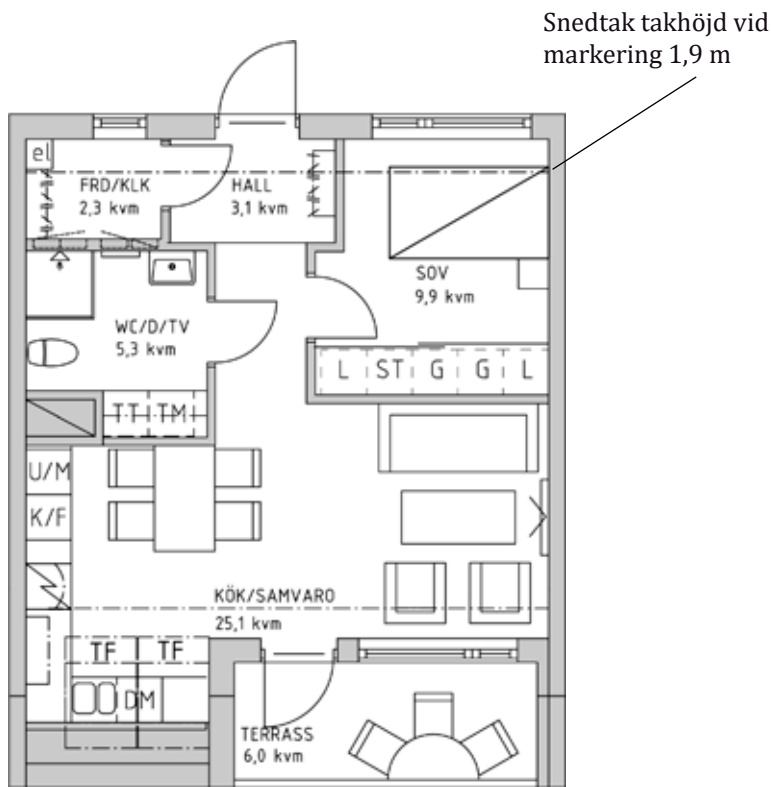 Snedtak takhöjd vid
markering 1,9 m
el
FRD/KLK
2,3 kvm
HALL
3,1 kvm
SOV
9,9 kvm
WC/D/TV
5,3 kvm
L ST G G L
TT TM
U/M
K/F
KÖK/SAMVARO
25,1 kvm
TF TF
DM
TERRASS
6,0 kvm